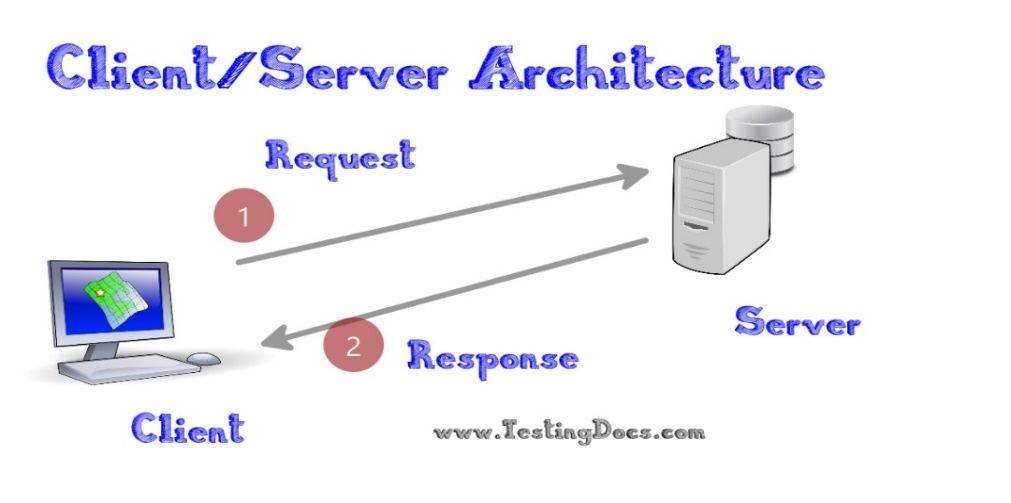 Client/Server Architecture
Request
1
2
Response
Server
Client
www.TestingDocs.com